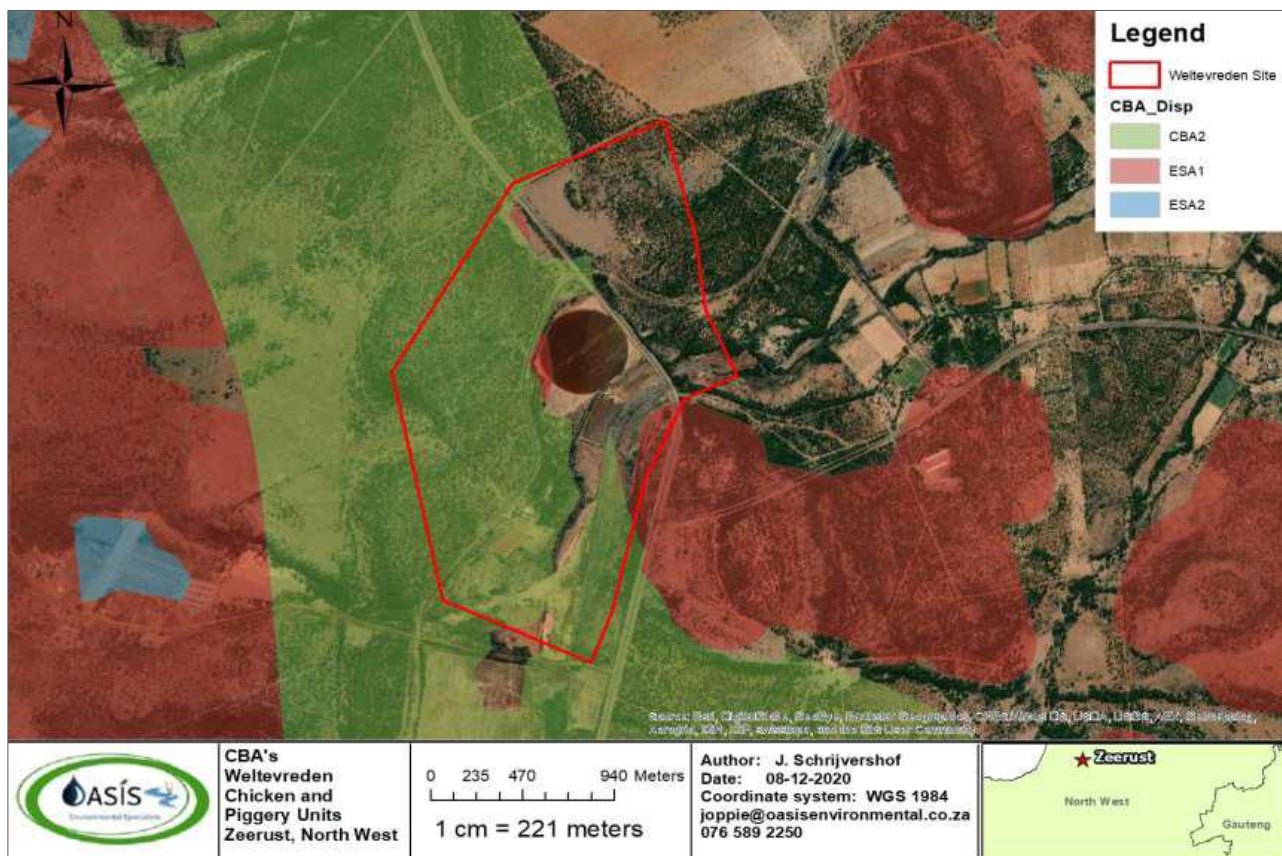 N
Legend
Weltevreden Site
CBA_Disp
CBA2
ESA1
ESA2
OASIS
Environmental Specialists
CBA's
Weltevreden
Chicken and
Piggery Units
Zeerust, North West
0 235 470 940 Meters
1 cm = 221 meters
Author: J. Schrijvershof
Date: 08-12-2020
Coordinate system: WGS 1984
joppie@oasisenvironmental.co.za
076 589 2250
Zeerust
North West
Gauteng